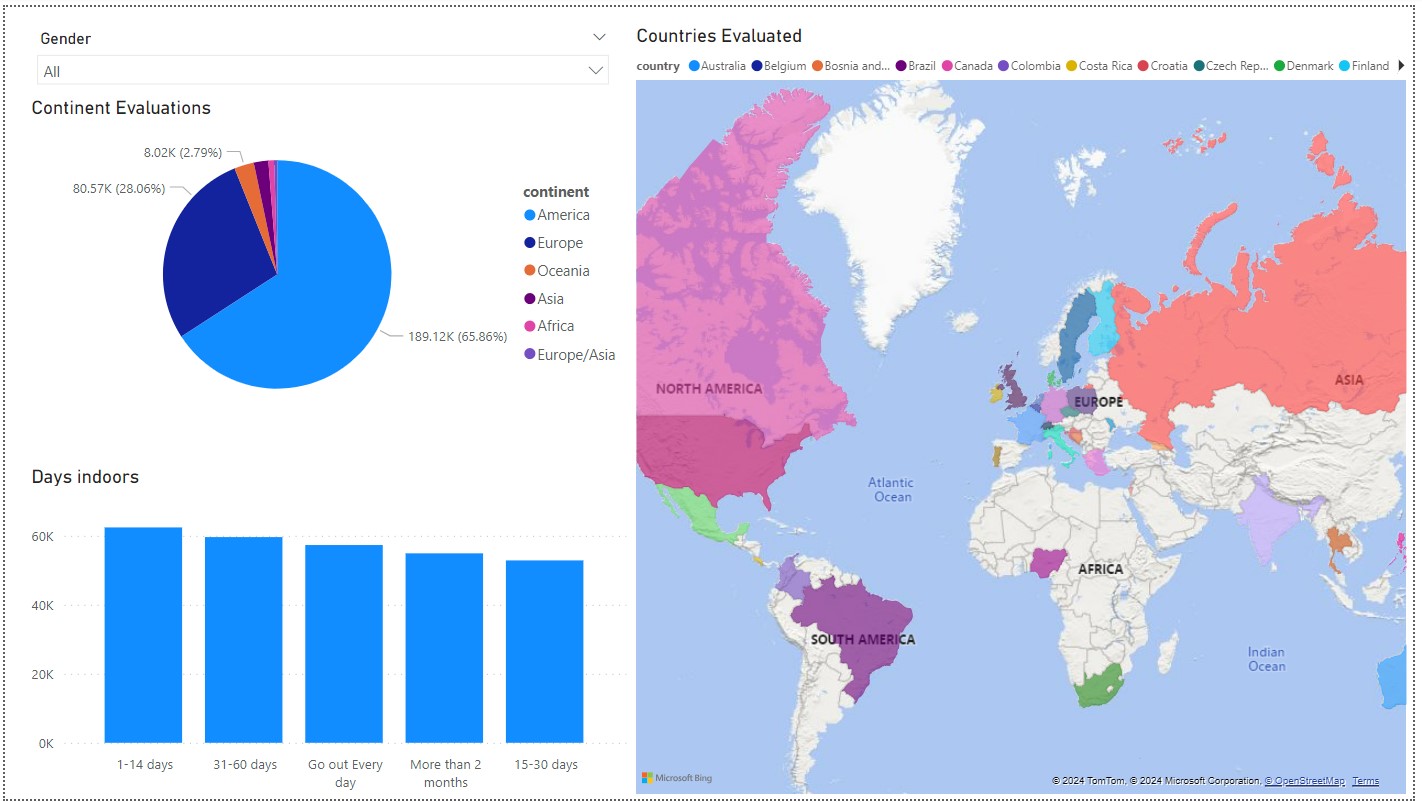 Gender
All
Continent Evaluations
8.02K (2.79%)
80.57K (28.06%)
189.12K (65.86%)
continent
America
Europe
Oceania
Asia
Africa
Europe/Asia
Days indoors
60K
40K
20K
0K
1-14 days
31-60 days
Go out Every
day
More than 2
months
15-30 days
Countries Evaluated
country Australia Belgium Bosnia and... Brazil Canada Colombia Costa Rica Croatia Czech Rep... Denmark Finland
NORTH AMERICA
ASIA
EUROPE
Atlantic
Ocean
AFRICA
SOUTH AMERICA
Indian
Ocean
Microsoft Bing
© 2024 TomTom, © 2024 Microsoft Corporation, © OpenStreetMap Terms